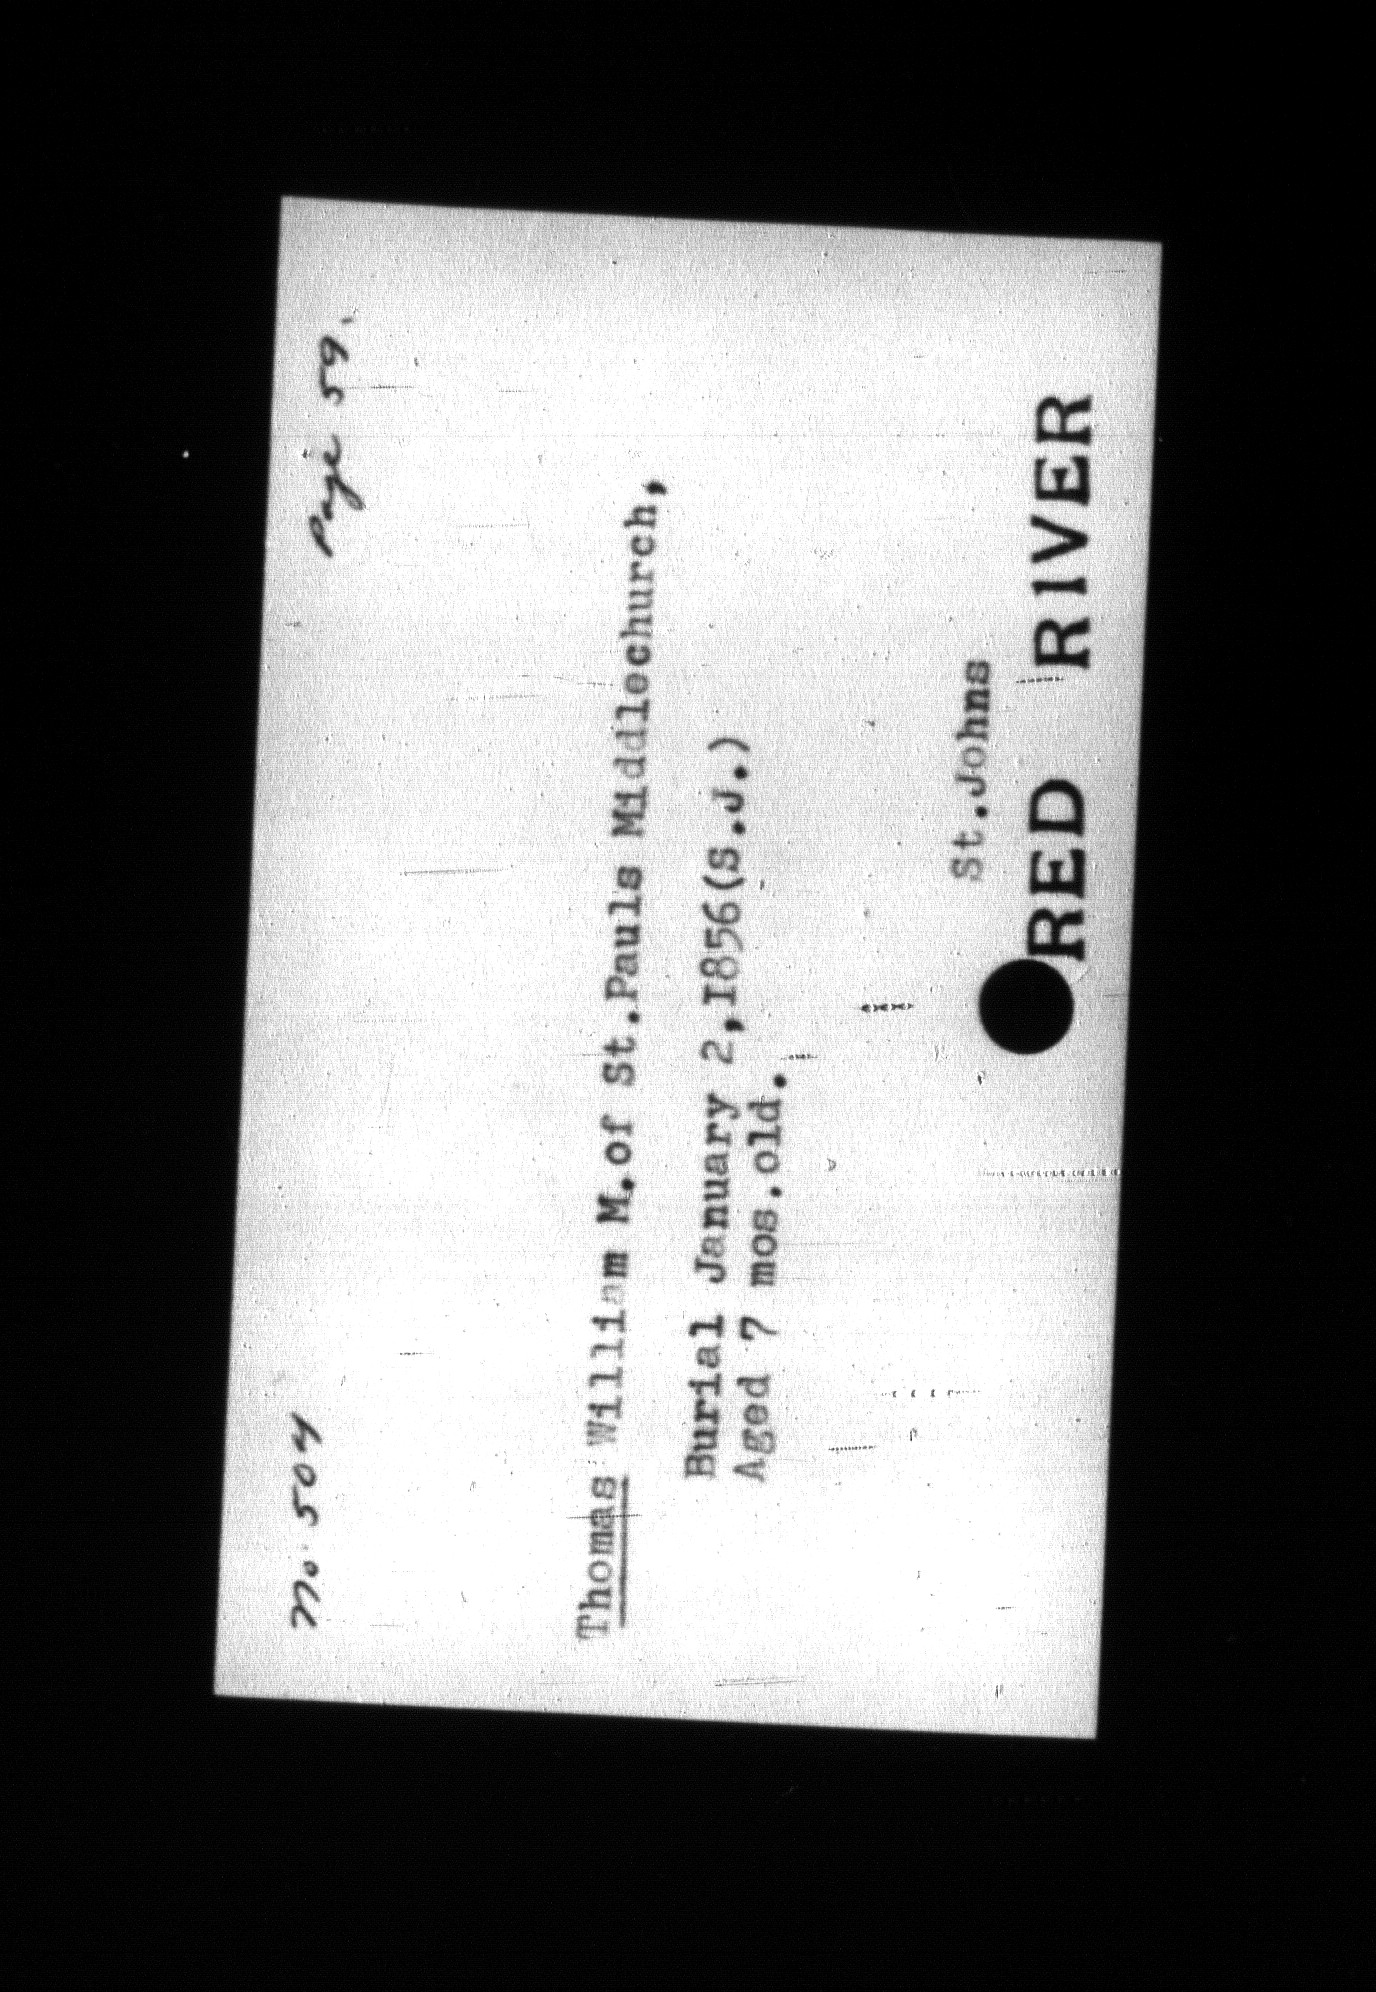 No. 504 Page 59.
Thomas William M. of St. Pauls Middlechurch,
Burial January 2,I856(S.J.)
Aged 7 mos.old.
St.Johns
RED RIVER